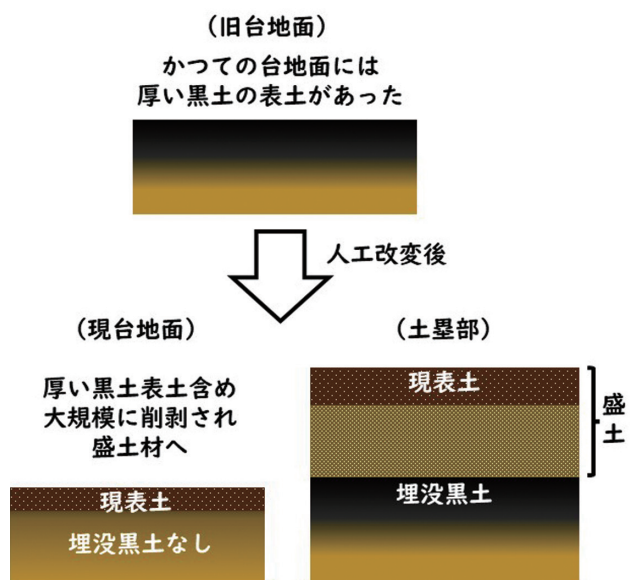 （旧台地面）
かつての台地面には
厚い黒土の表土があった
人工改変後
（現台地面）
厚い黒土表土含め
大規模に削剥され
盛土材へ
現表土
埋没黒土なし
（土塁部）
現表土
盛土
埋没黒土